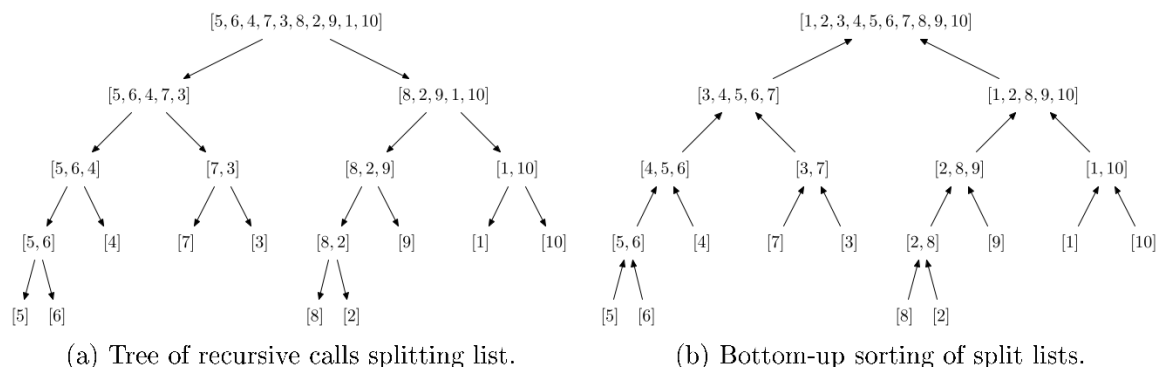 [5, 6, 4, 7, 3, 8, 2, 9, 1, 10]
[5, 6, 4, 7, 3] [8, 2, 9, 1, 10]
[5, 6, 4] [7, 3] [8, 2, 9] [1, 10]
[5, 6] [4] [7] [3] [8, 2] [9] [1] [10]
[5] [6] [8] [2]
(a) Tree of recursive calls splitting list.
[1, 2, 3, 4, 5, 6, 7, 8, 9, 10]
[3, 4, 5, 6, 7] [1, 2, 8, 9, 10]
[4, 5, 6] [3, 7] [2, 8, 9] [1, 10]
[5, 6] [4] [7] [3] [2, 8] [9] [1] [10]
[5] [6] [8] [2]
(b) Bottom-up sorting of split lists.